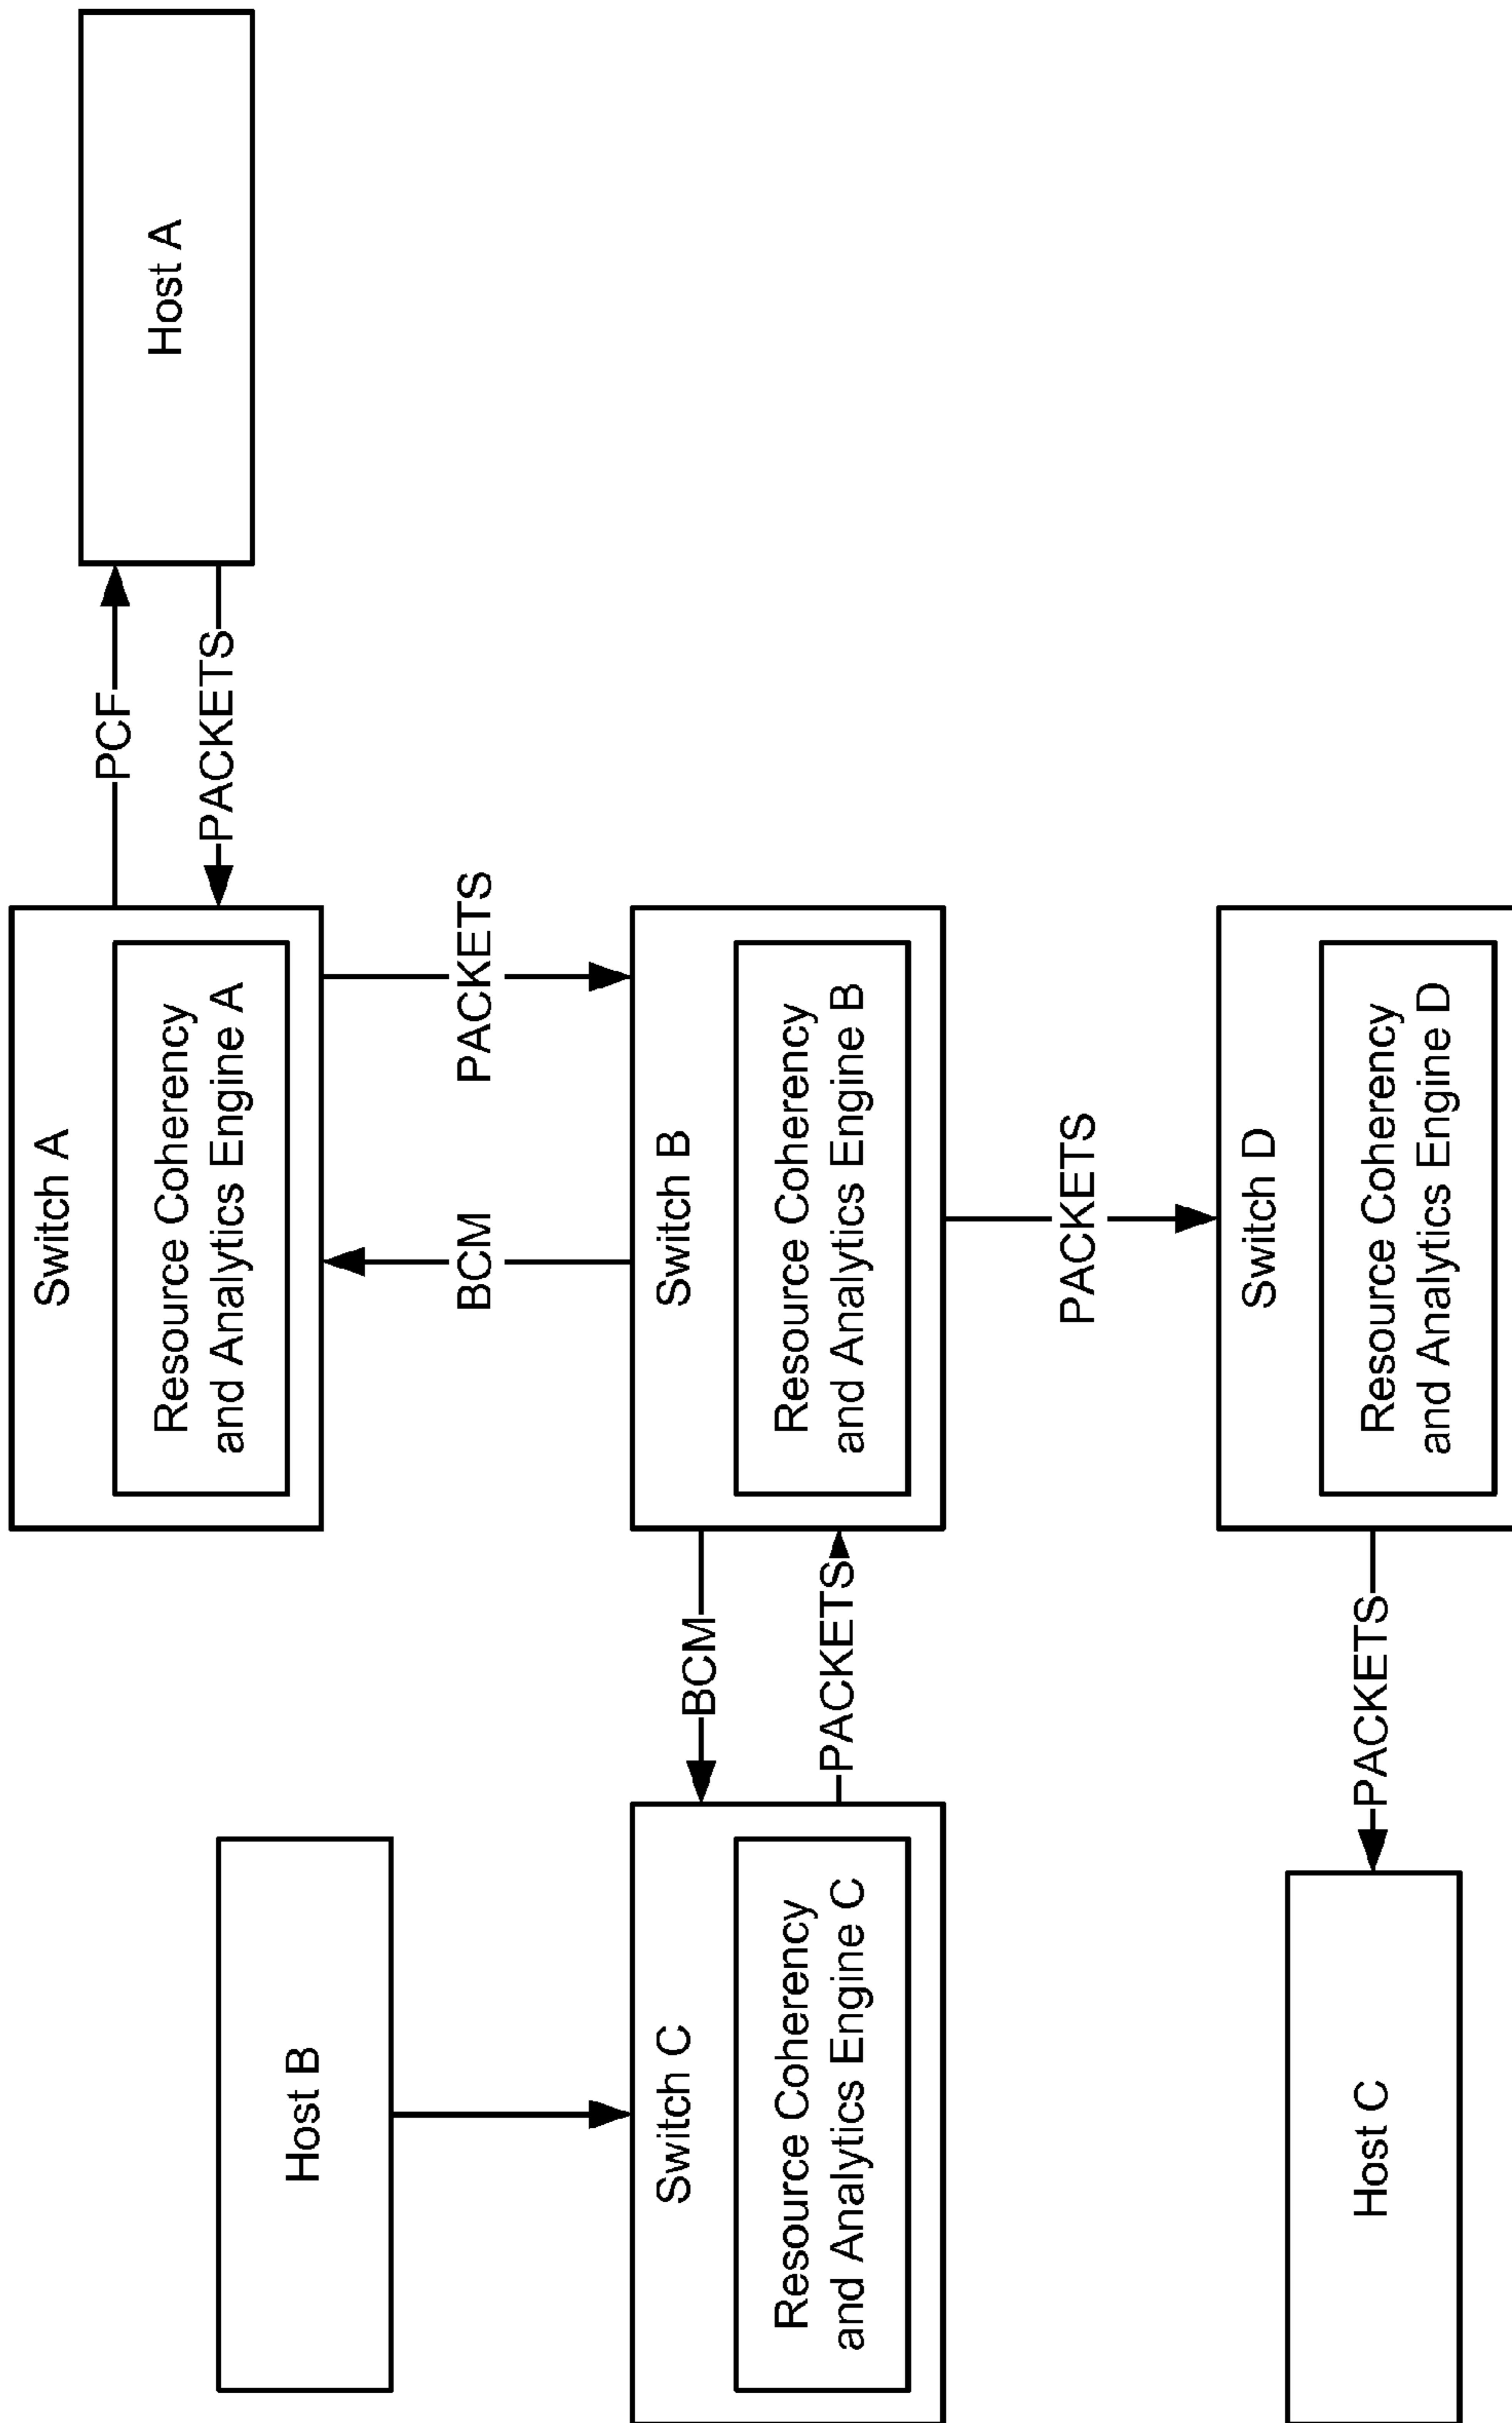 Host A
PCF
PACKETS
Switch A
Resource Coherency
and Analytics Engine A
PACKETS
BCM
Switch B
Resource Coherency
and Analytics Engine B
PACKETS
BCM
PACKETS
Host B
Switch C
Resource Coherency
and Analytics Engine C
Switch D
Resource Coherency
and Analytics Engine D
PACKETS
Host C